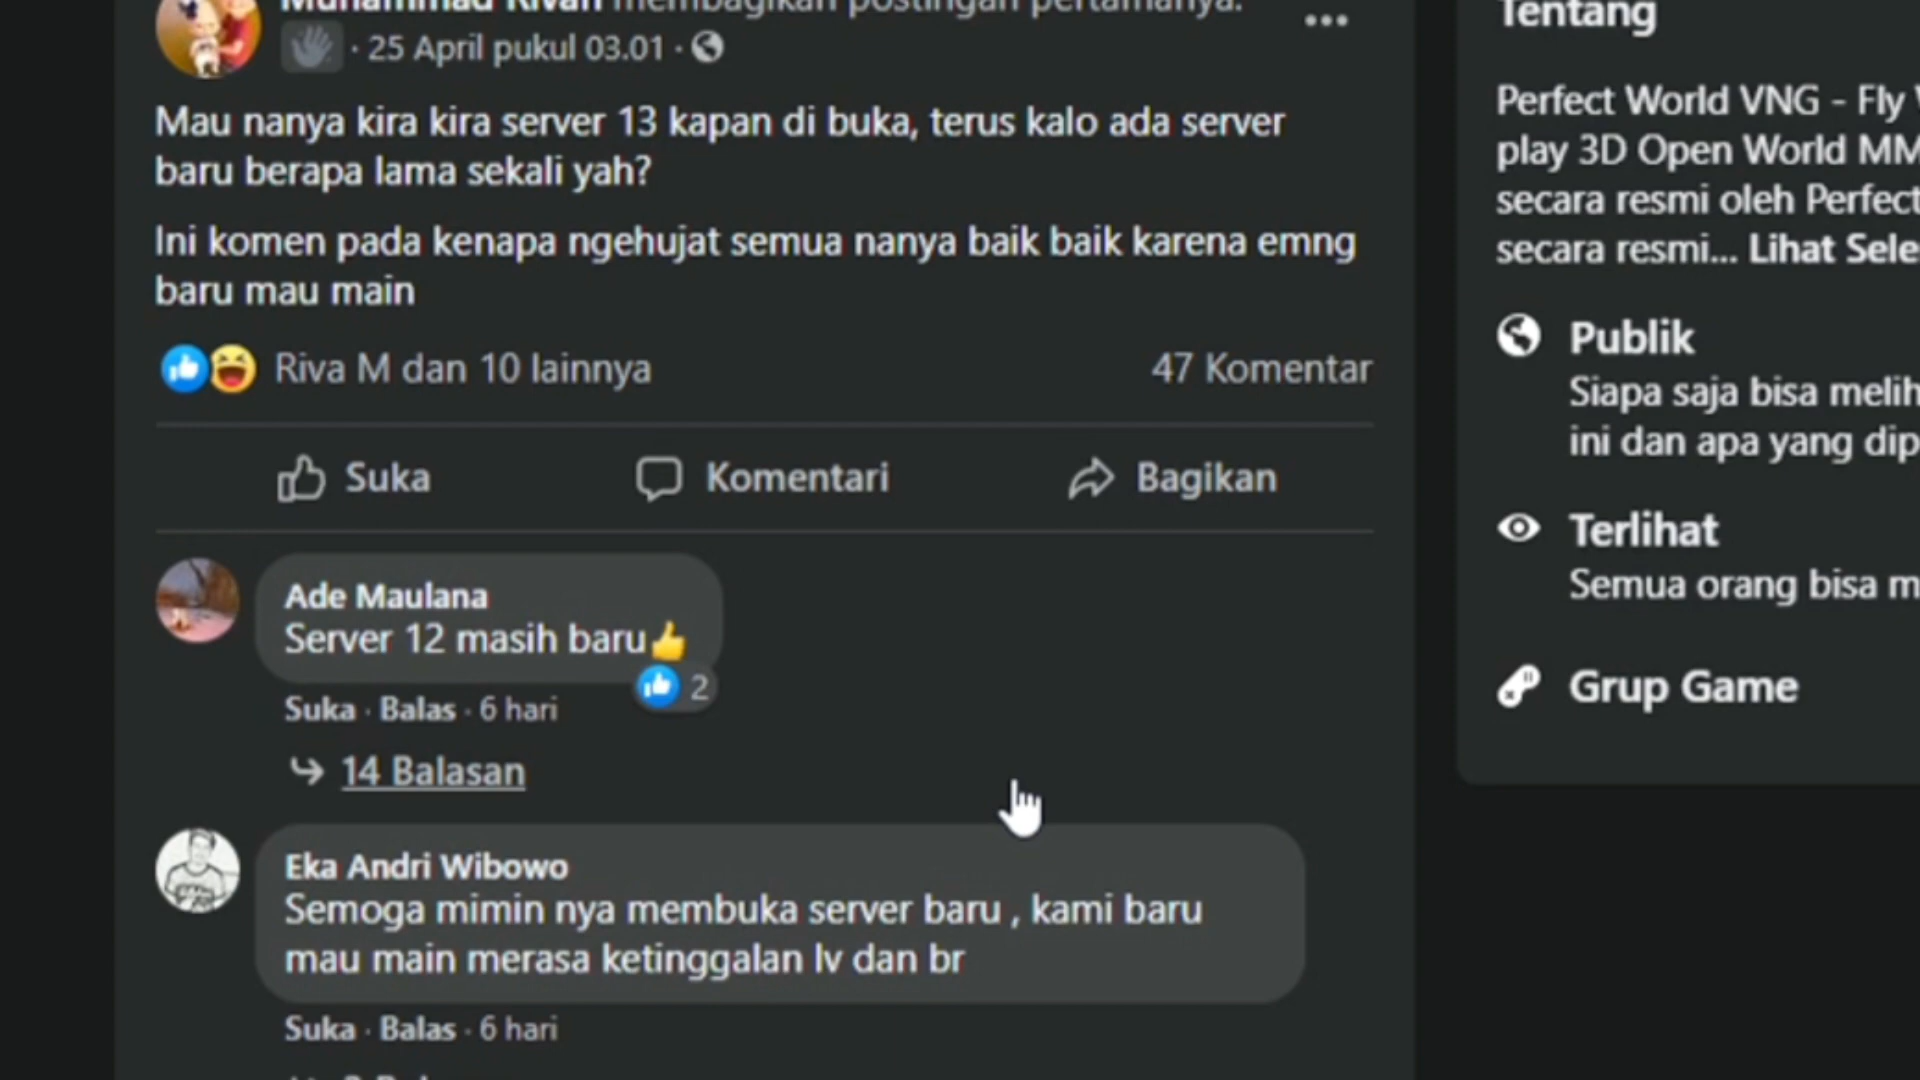 Muhammad Rivan membagikan postingan pertamanya.
· 25 April pukul 03.01 ·
Mau nanya kira kira server 13 kapan di buka, terus kalo ada server
baru berapa lama sekali yah?
Ini komen pada kenapa ngehujat semua nanya baik baik karena emng
baru mau main
Riva M dan 10 lainnya
47 Komentar
Suka
Komentari
Bagikan
Ade Maulana
Server 12 masih baru👍
2
Suka · Balas · 6 hari
14 Balasan
Eka Andri Wibowo
Semoga mimin nya membuka server baru , kami baru
mau main merasa ketinggalan lv dan br
Suka · Balas · 6 hari
Tentang
Perfect World VNG - Fly
play 3D Open World MM
secara resmi oleh Perfect
secara resmi... Lihat Sele
Publik
Siapa saja bisa melih
ini dan apa yang dip
Terlihat
Semua orang bisa m
Grup Game